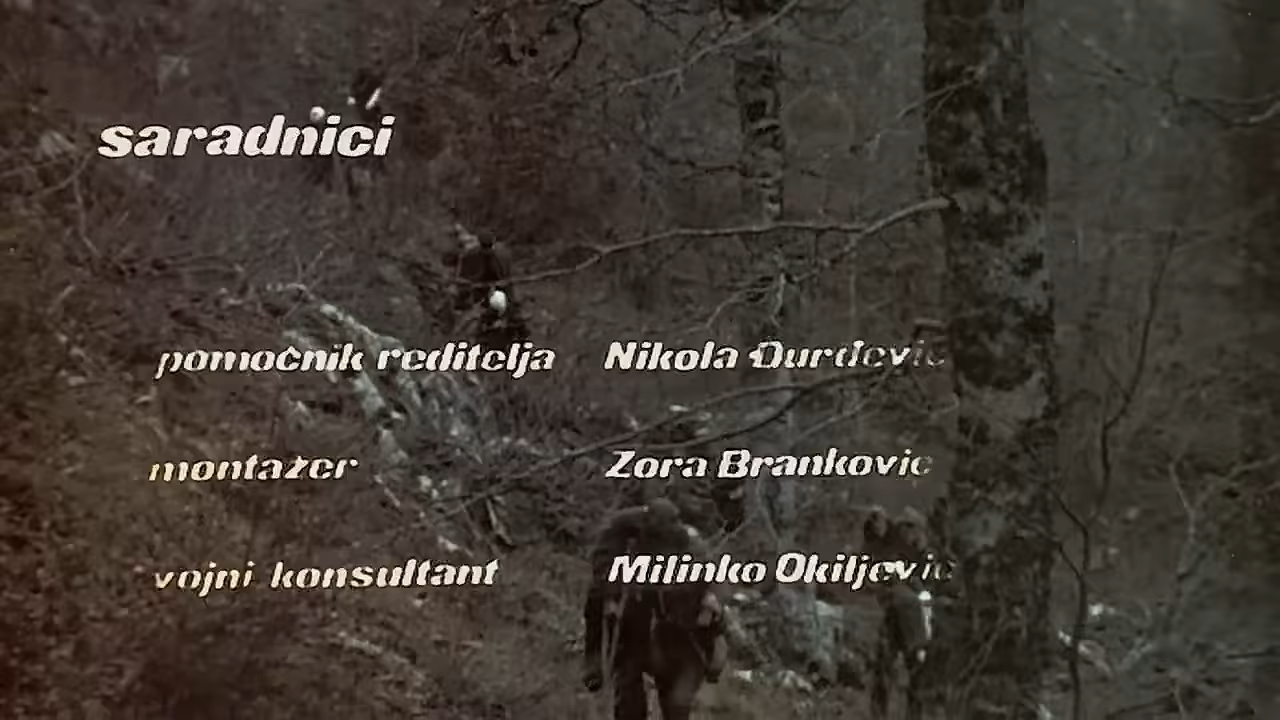 saradnici
pomoćnik reditelja Nikola Đurđević
montažer Zora Branković
vojni konsultant Milinko Okiljević